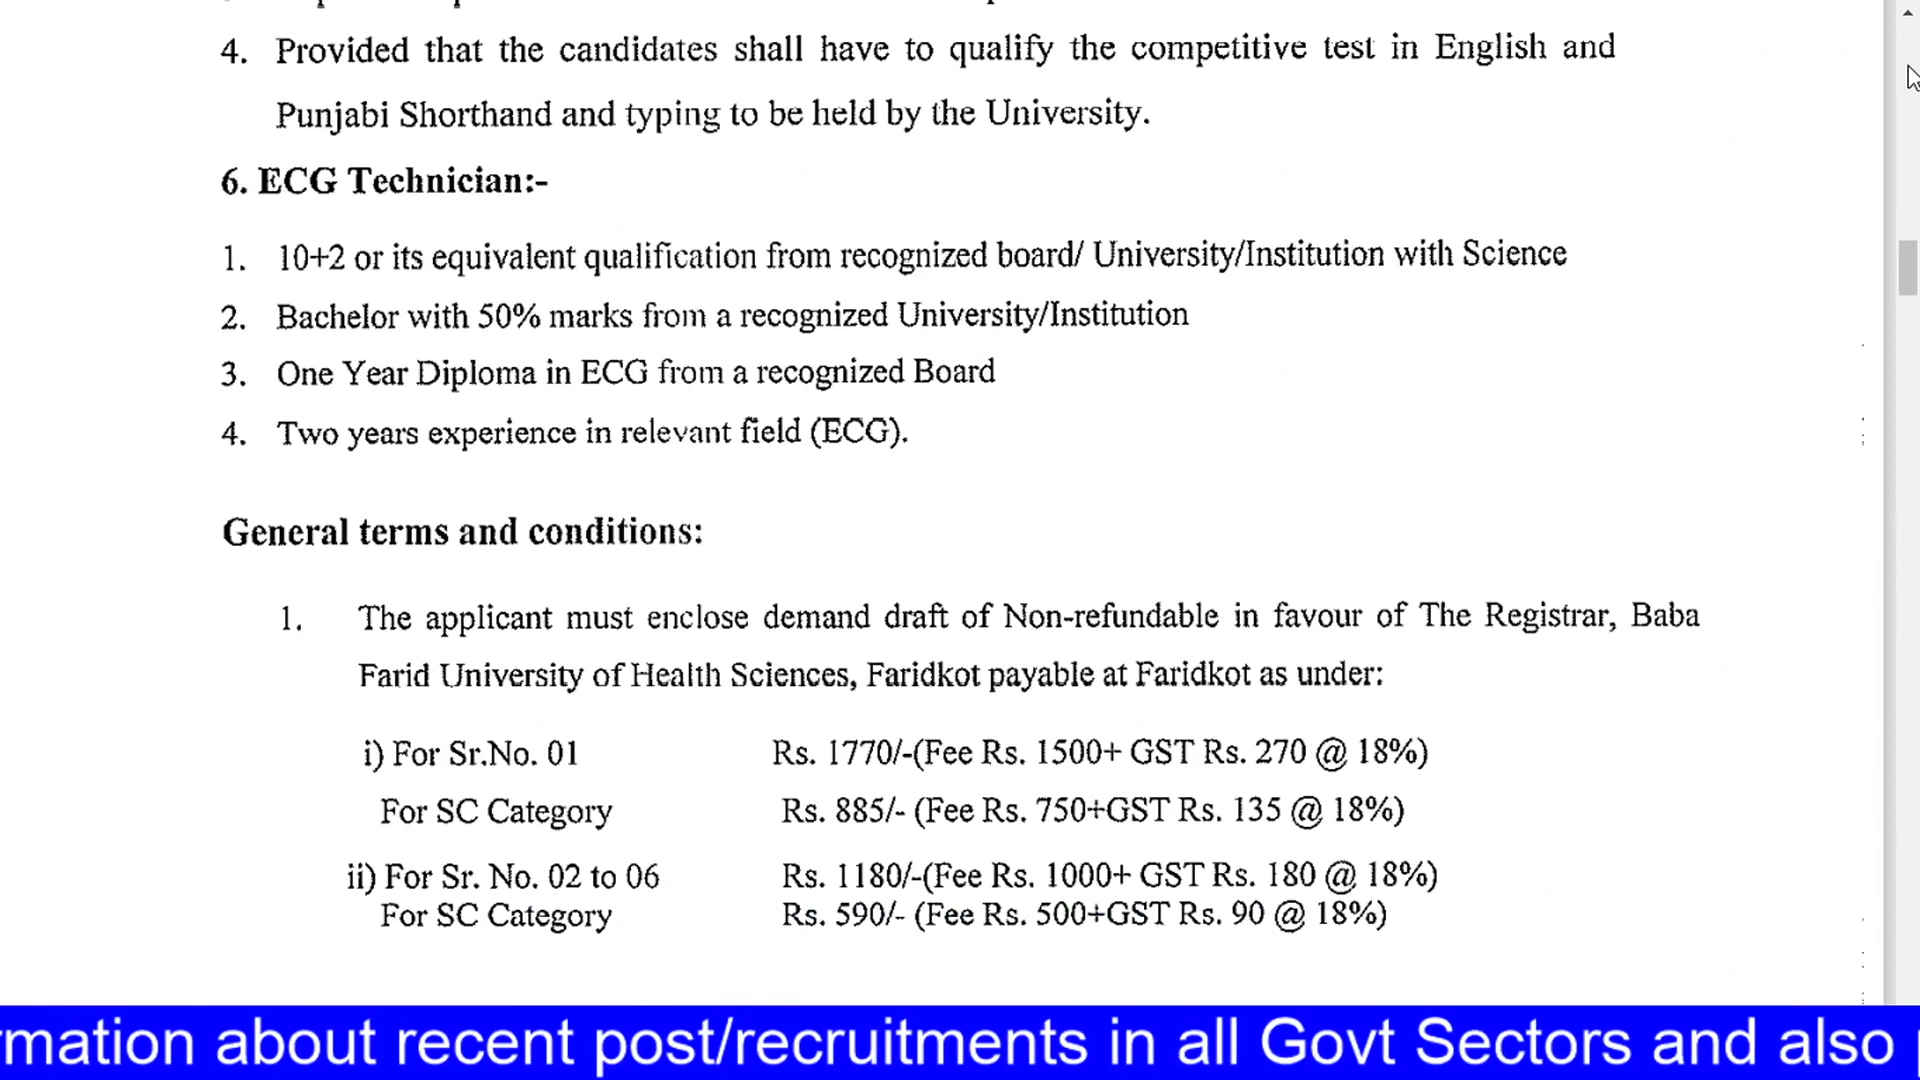 4. Provided that the candidates shall have to qualify the competitive test in English and
Punjabi Shorthand and typing to be held by the University.
6. ECG Technician:-
1. 10+2 or its equivalent qualification from recognized board/ University/Institution with Science
2. Bachelor with 50% marks from a recognized University/Institution
3. One Year Diploma in ECG from a recognized Board
4. Two years experience in relevant field (ECG).
General terms and conditions:
1. The applicant must enclose demand draft of Non-refundable in favour of The Registrar, Baba
Farid University of Health Sciences, Faridkot payable at Faridkot as under:
i) For Sr.No. 01 Rs. 1770/-(Fee Rs. 1500+ GST Rs. 270 @ 18%)
For SC Category Rs. 885/- (Fee Rs. 750+GST Rs. 135 @ 18%)
ii) For Sr. No. 02 to 06 Rs. 1180/-(Fee Rs. 1000+ GST Rs. 180 @ 18%)
For SC Category Rs. 590/- (Fee Rs. 500+GST Rs. 90 @ 18%)
rmation about recent post/recruitments in all Govt Sectors and also